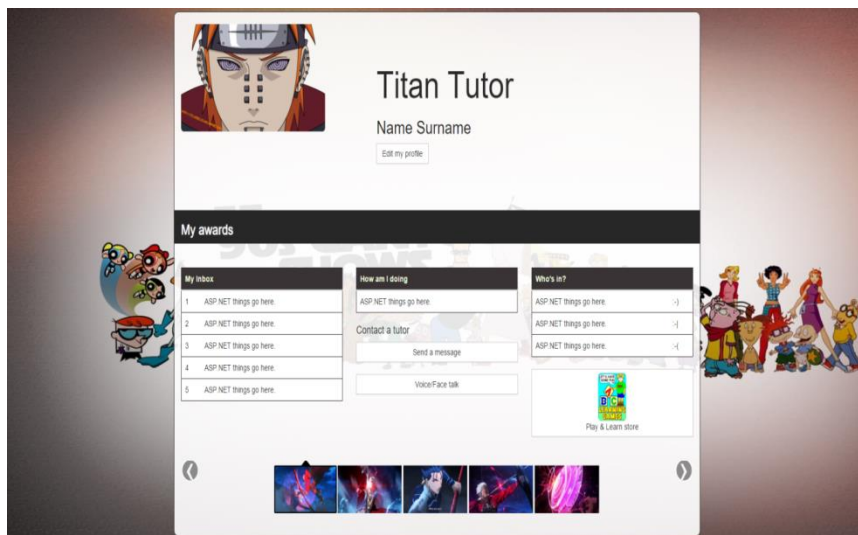 Titan Tutor
Name Surname
Edit my profile
My awards
My Inbox
1 ASP.NET things go here.
2 ASP.NET things go here.
3 ASP.NET things go here.
4 ASP.NET things go here.
5 ASP.NET things go here.
How am I doing
ASP.NET things go here.
Contact a tutor
Send a message
Voice/Face talk
Who's in?
ASP.NET things go here. :-)
ASP.NET things go here. :-|
ASP.NET things go here. :-(
LEARNING
GAMES
Play & Learn store